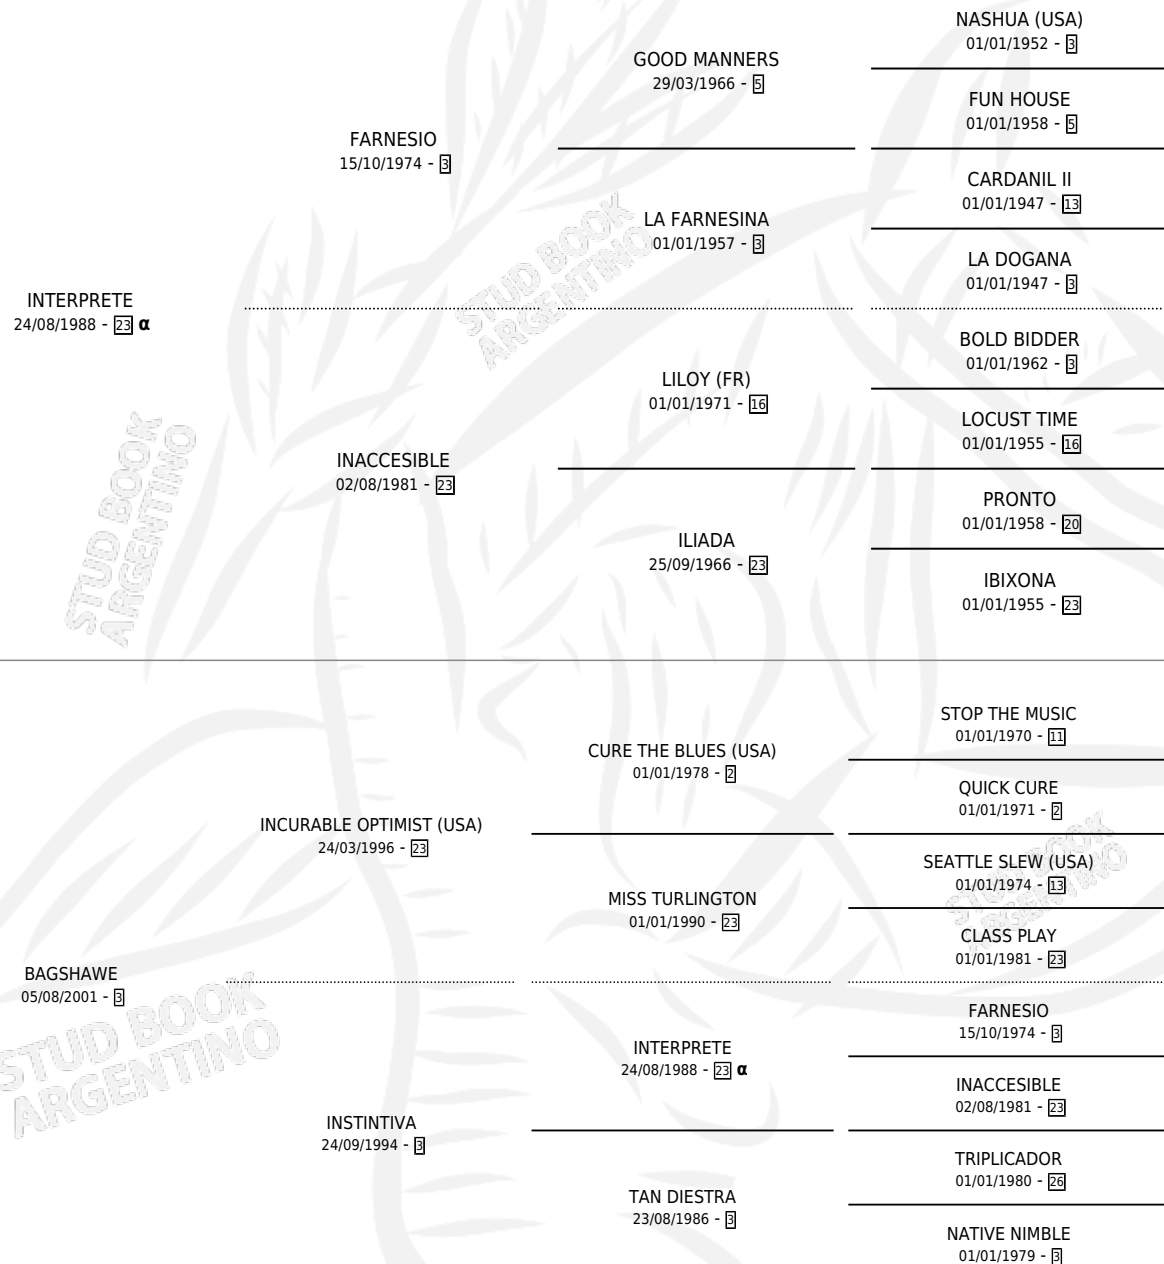 NASHUA (USA)
01/01/1952 - 3
GOOD MANNERS
29/03/1966 - 5
FUN HOUSE
01/01/1958 - 5
FARNESIO
15/10/1974 - 3
CARDANIL II
01/01/1947 - 13
LA FARNESINA
01/01/1957 - 3
LA DOGANA
01/01/1947 - 3
INTERPRETE
24/08/1988 - 23 α
BOLD BIDDER
01/01/1962 - 3
LILOY (FR)
01/01/1971 - 16
LOCUST TIME
01/01/1955 - 16
INACCESIBLE
02/08/1981 - 23
PRONTO
01/01/1958 - 20
ILIADA
25/09/1966 - 23
IBIXONA
01/01/1955 - 23
STUD BOOK
ARGENTINO
STUD BOOK
ARGENTINO
STOP THE MUSIC
01/01/1970 - 11
CURE THE BLUES (USA)
01/01/1978 - 2
QUICK CURE
01/01/1971 - 2
INCURABLE OPTIMIST (USA)
24/03/1996 - 23
SEATTLE SLEW (USA)
01/01/1974 - 13
MISS TURLINGTON
01/01/1990 - 23
CLASS PLAY
01/01/1981 - 23
BAGSHAWE
05/08/2001 - 3
FARNESIO
15/10/1974 - 3
INTERPRETE
24/08/1988 - 23 α
INACCESIBLE
02/08/1981 - 23
INSTINTIVA
24/09/1994 - 3
TRIPLICADOR
01/01/1980 - 26
TAN DIESTRA
23/08/1986 - 3
NATIVE NIMBLE
01/01/1979 - 3
STUD BOOK
ARGENTINO
STUD BOOK
ARGENTINO